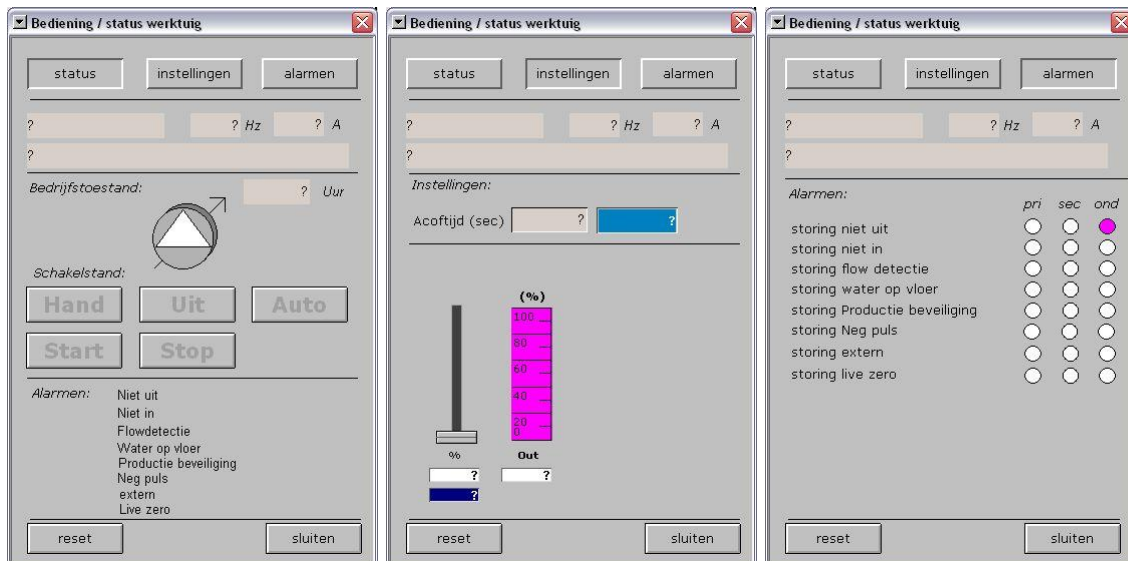 Bediening / status werktuig
status instellingen alarmen
? ? Hz ? A
?
Bedrijfstoestand: ? Uur
Schakelstand:
Hand Uit Auto
Start Stop
Alarmen: Niet uit
Niet in
Flowdetectie
Water op vloer
Productie beveiliging
Neg puls
extern
Live zero
reset sluiten
Bediening / status werktuig
status instellingen alarmen
? ? Hz ? A
?
Instellingen:
Acoftijd (sec) ? ?
(%)
100
80
60
40
20
0
% Out
? ?
?
reset sluiten
Bediening / status werktuig
status instellingen alarmen
? ? Hz ? A
?
Alarmen:
pri sec ond
storing niet uit
storing niet in
storing flow detectie
storing water op vloer
storing Productie beveiliging
storing Neg puls
storing extern
storing live zero
reset sluiten